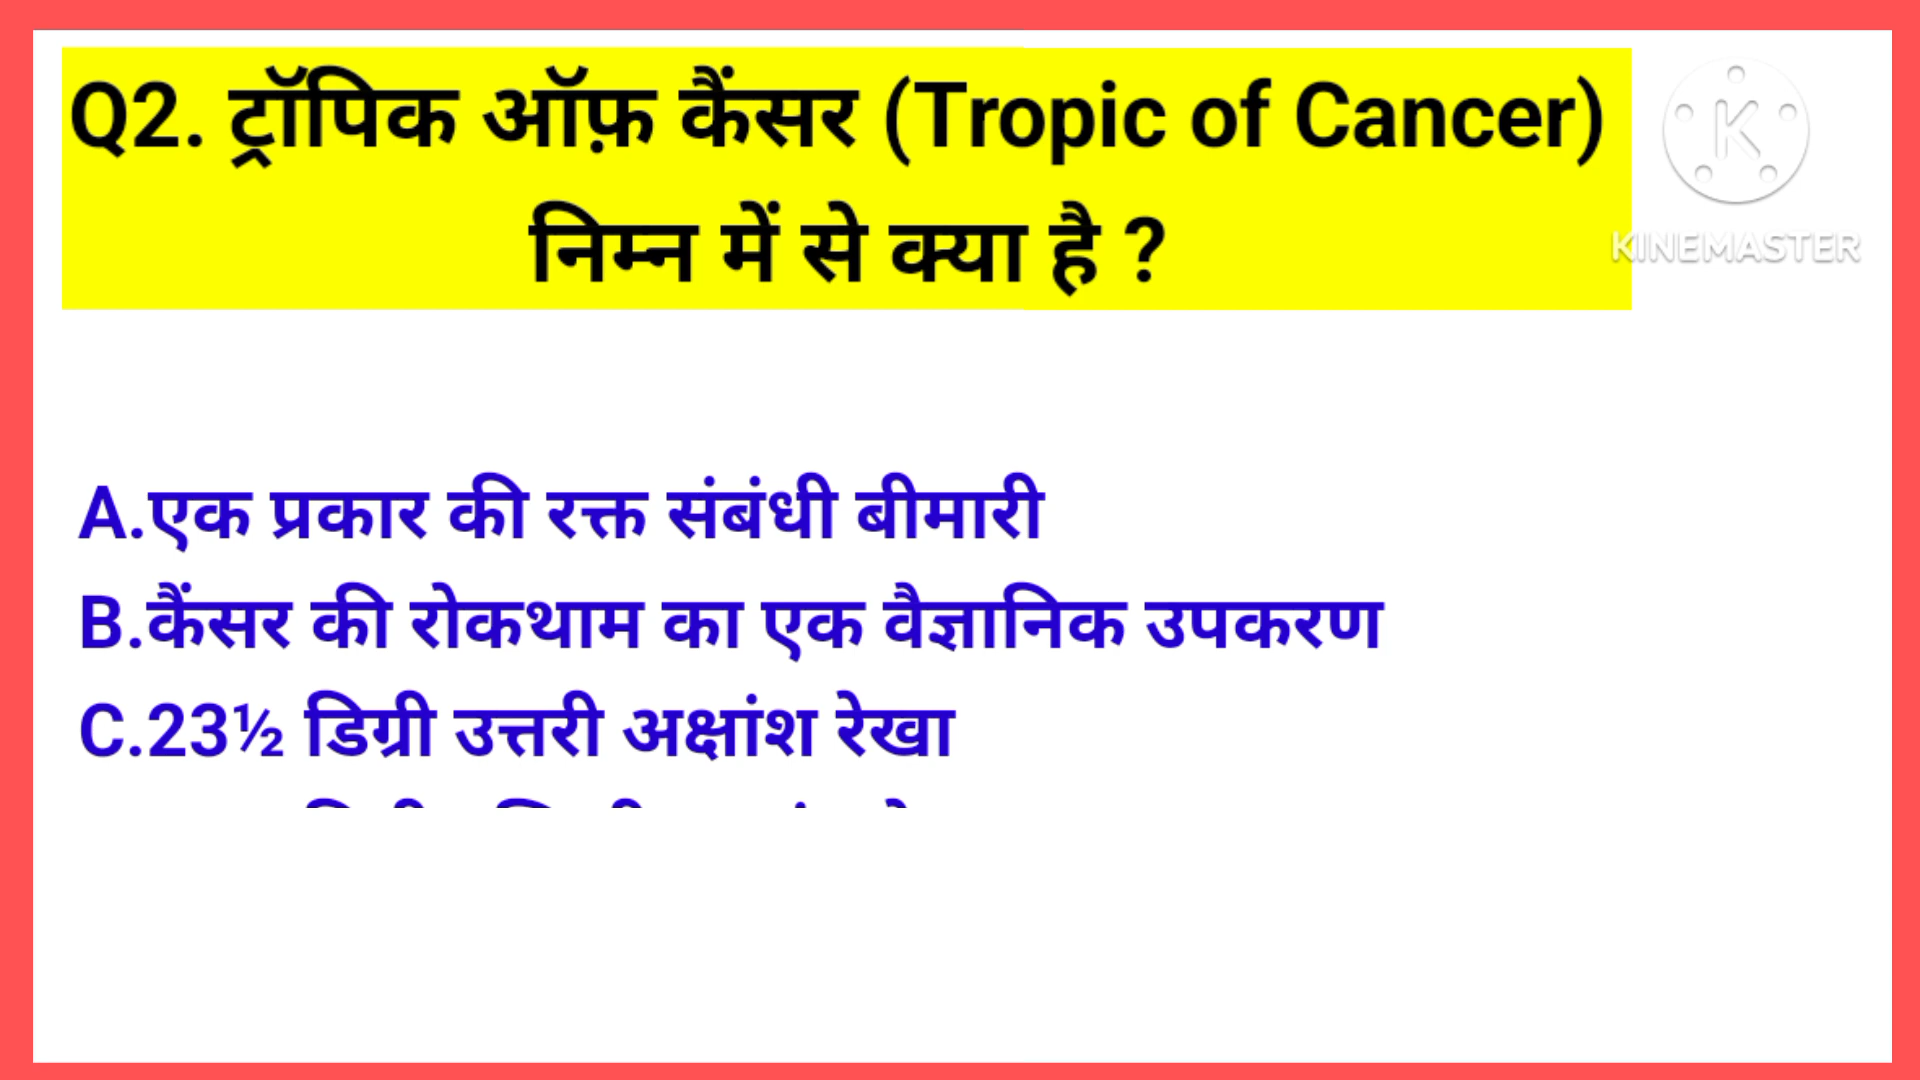 Q2. ट्रॉपिक ऑफ़ कैंसर (Tropic of Cancer)
निम्न में से क्या है ?
K
KINEMASTER
A.एक प्रकार की रक्त संबंधी बीमारी
B.कैंसर की रोकथाम का एक वैज्ञानिक उपकरण
C.23½ डिग्री उत्तरी अक्षांश रेखा